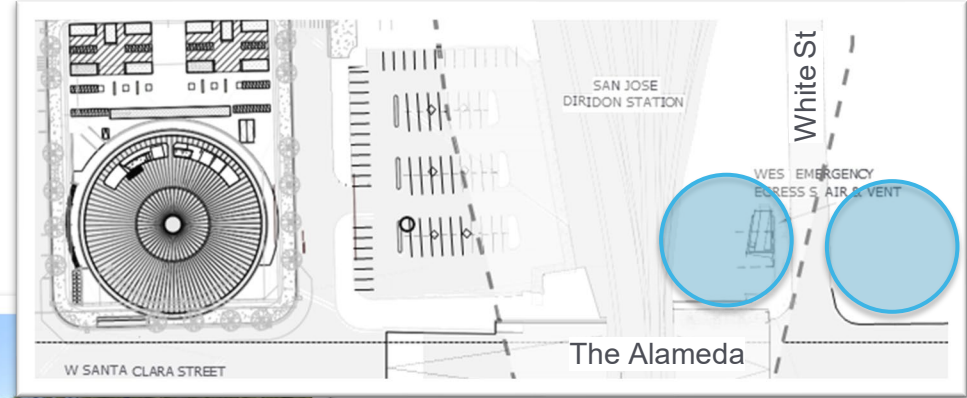 SAN JOSE
DIRIDON STATION
White St
WES EMERGENCY
EGRESS S AIR & VENT
The Alameda
W SANTA CLARA STREET